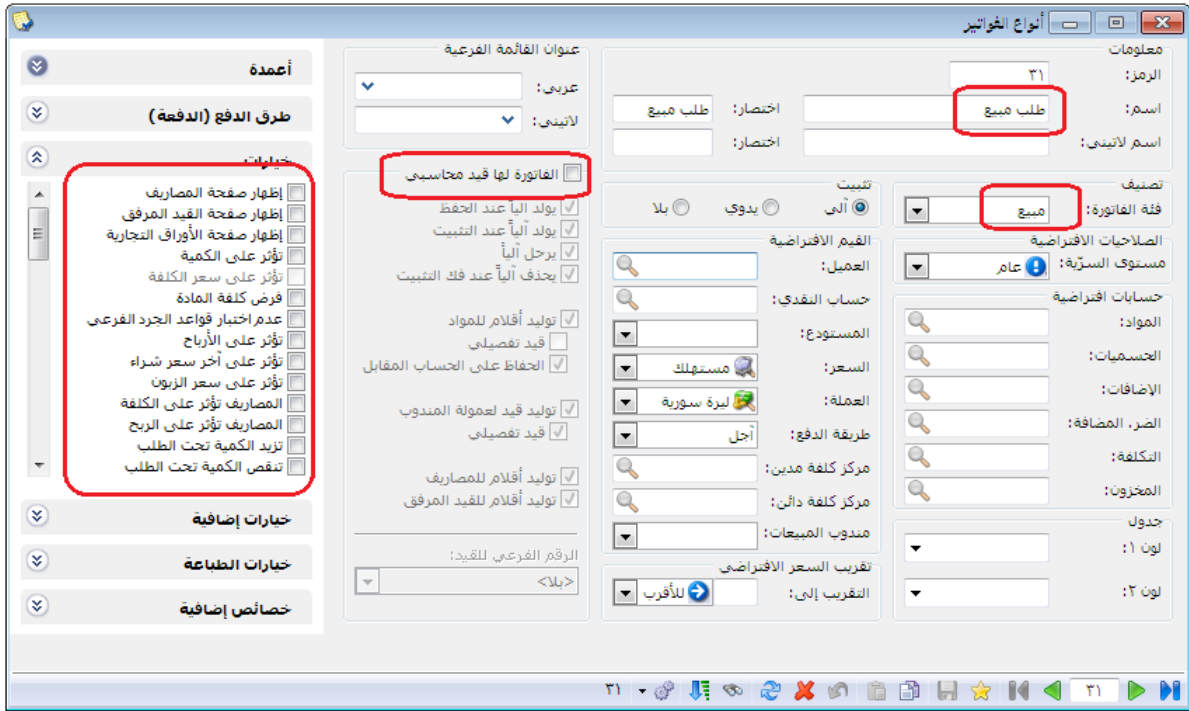 أنواع الفواتير
معلومات
الرمز: ٣١
اسم: طلب مبيع اختصار: طلب مبيع
اسم لاتيني: اختصار:
تصنيف
فئة الفاتورة: مبيع
الصلاحيات الافتراضية
مستوى السرّية: عام
حسابات افتراضية
المواد:
الحسميات:
الإضافات:
الضر. المضافة:
التكلفة:
المخزون:
جدول
لون ١:
لون ٢:
تثبيت
آلي يدوي بلا
القيم الافتراضية
العميل:
حساب النقدي:
المستودع:
السعر: مستهلك
العملة: ليرة سورية
طريقة الدفع: آجل
مركز كلفة مدين:
مركز كلفة دائن:
مندوب المبيعات:
تقريب السعر الافتراضي
التقريب إلى: للأقرب
عنوان القائمة الفرعية
عربي:
لاتيني:
الفاتورة لها قيد محاسبي
يولد آلياً عند الحفظ
يولد آلياً عند التثبيت
يرحل آلياً
يحذف آلياً عند فك التثبيت
توليد أقلام للمواد
قيد تفصيلي
الحفاظ على الحساب المقابل
توليد قيد لعمولة المندوب
قيد تفصيلي
توليد أقلام للمصاريف
توليد أقلام للقيد المرفق
الرقم الفرعي للقيد:
<بلا>
أعمدة
طرق الدفع (الدفعة)
خيارات
إظهار صفحة المصاريف
إظهار صفحة القيد المرفق
إظهار صفحة الأوراق التجارية
تؤثر على الكمية
تؤثر على سعر الكلفة
فرض كلفة المادة
عدم اختبار قواعد الجرد الفرعي
تؤثر على الأرباح
تؤثر على آخر سعر شراء
تؤثر على سعر الزبون
المصاريف تؤثر على الكلفة
المصاريف تؤثر على الربح
تزيد الكمية تحت الطلب
تنقص الكمية تحت الطلب
خيارات إضافية
خيارات الطباعة
خصائص إضافية
٣١
٣١